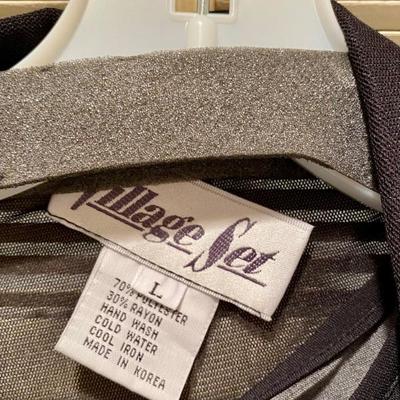 Village Set
L
70% POLYESTER
30% RAYON
HAND WASH
COLD WATER
COOL IRON
MADE IN KOREA